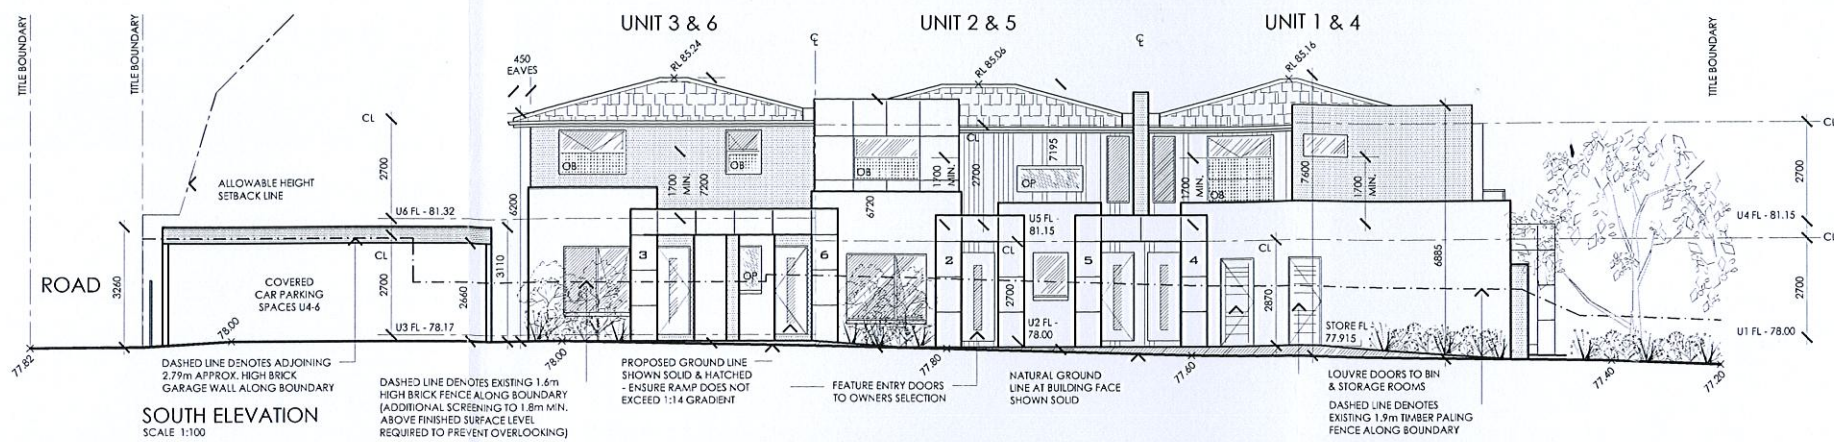 UNIT 3 & 6
UNIT 2 & 5
UNIT 1 & 4
TITLE BOUNDARY
TITLE BOUNDARY
TITLE BOUNDARY
450
EAVES
RL 85.24
RL 85.06
RL 85.16
CL
2700
ALLOWABLE HEIGHT
SETBACK LINE
U6 FL - 81.32
6200
OB
OB
1700
MIN.
7200
OB
6720
1700
MIN.
2700
CL
7195
OP
1700
MIN.
OB
7600
1700
MIN.
CL
2700
U4 FL - 81.15
CL
2700
U1 FL - 78.00
ROAD
3260
COVERED
CAR PARKING
SPACES U4-6
CL
2700
2660
3110
U3 FL - 78.17
3
OP
6
2
U5 FL -
81.15
CL
2700
U2 FL -
78.00
5
4
CL
2870
STORE FL -
77.915
6885
77.82
78.00
78.00
77.80
77.60
77.40
77.20
DASHED LINE DENOTES ADJOINING
2.79m APPROX. HIGH BRICK
GARAGE WALL ALONG BOUNDARY
DASHED LINE DENOTES EXISTING 1.6m
HIGH BRICK FENCE ALONG BOUNDARY
(ADDITIONAL SCREENING TO 1.8m MIN.
ABOVE FINISHED SURFACE LEVEL
REQUIRED TO PREVENT OVERLOOKING)
PROPOSED GROUND LINE
SHOWN SOLID & HATCHED
- ENSURE RAMP DOES NOT
EXCEED 1:14 GRADIENT
FEATURE ENTRY DOORS
TO OWNERS SELECTION
NATURAL GROUND
LINE AT BUILDING FACE
SHOWN SOLID
LOUVRE DOORS TO BIN
& STORAGE ROOMS
DASHED LINE DENOTES
EXISTING 1.9m TIMBER PALING
FENCE ALONG BOUNDARY
SOUTH ELEVATION
SCALE 1:100